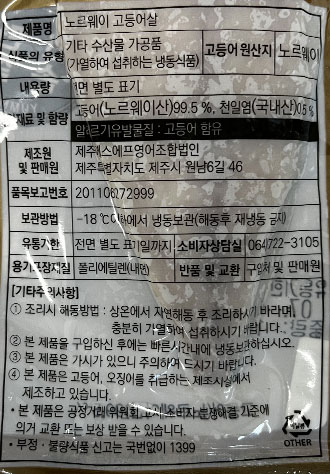 제품명 노르웨이 고등어살
식품의 유형 기타 수산물 가공품 고등어 원산지 노르웨이
(가열하여 섭취하는 냉동식품)
내용량 전면 별도 표기
원재료 및 함량 고등어(노르웨이산)99.5 %, 천일염(국내산)0.5 %
알레르기유발물질 : 고등어 함유
제조원 제주에스에프영어조합법인
및 판매원 제주특별자치도 제주시 원남6길 46
품목보고번호
보관방법 -18 ℃이하에서 냉동보관(해동후 재냉동 금지)
유통기한 전면 별도 표기일까지 소비자상담실 064)722-3105
용기포장재질 폴리에틸렌(내면) 반품 및 교환 구입처 및 판매원
[기타주의사항]
① 조리시 해동방법 : 상온에서 자연해동 후 조리하시기 바라며,
충분히 가열하여 섭취하시기 바랍니다.
② 본 제품을 구입하신 후에는 빠른시간내에 냉동보관하십시오.
③ 본 제품은 가시가 있으니 주의하여 드시기 바랍니다.
④ 본 제품은 고등어, 오징어를 취급하는 제조시설에서
제조하고 있습니다.
• 본 제품은 공정거래위원회 고시 소비자 분쟁해결 기준에
의거 교환 또는 보상 받을 수 있습니다.
• 부정 · 불량식품 신고는 국번없이 1399
OTHER